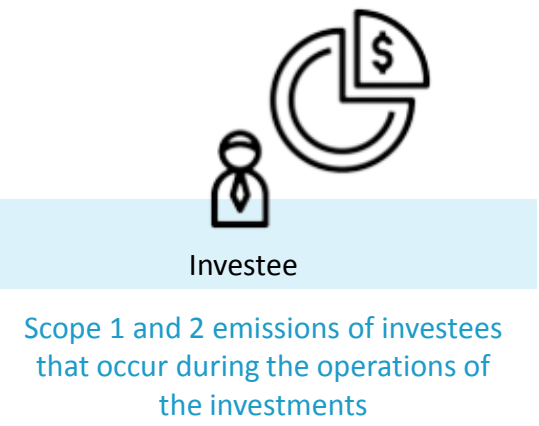 $
Investee
Scope 1 and 2 emissions of investees
that occur during the operations of
the investments